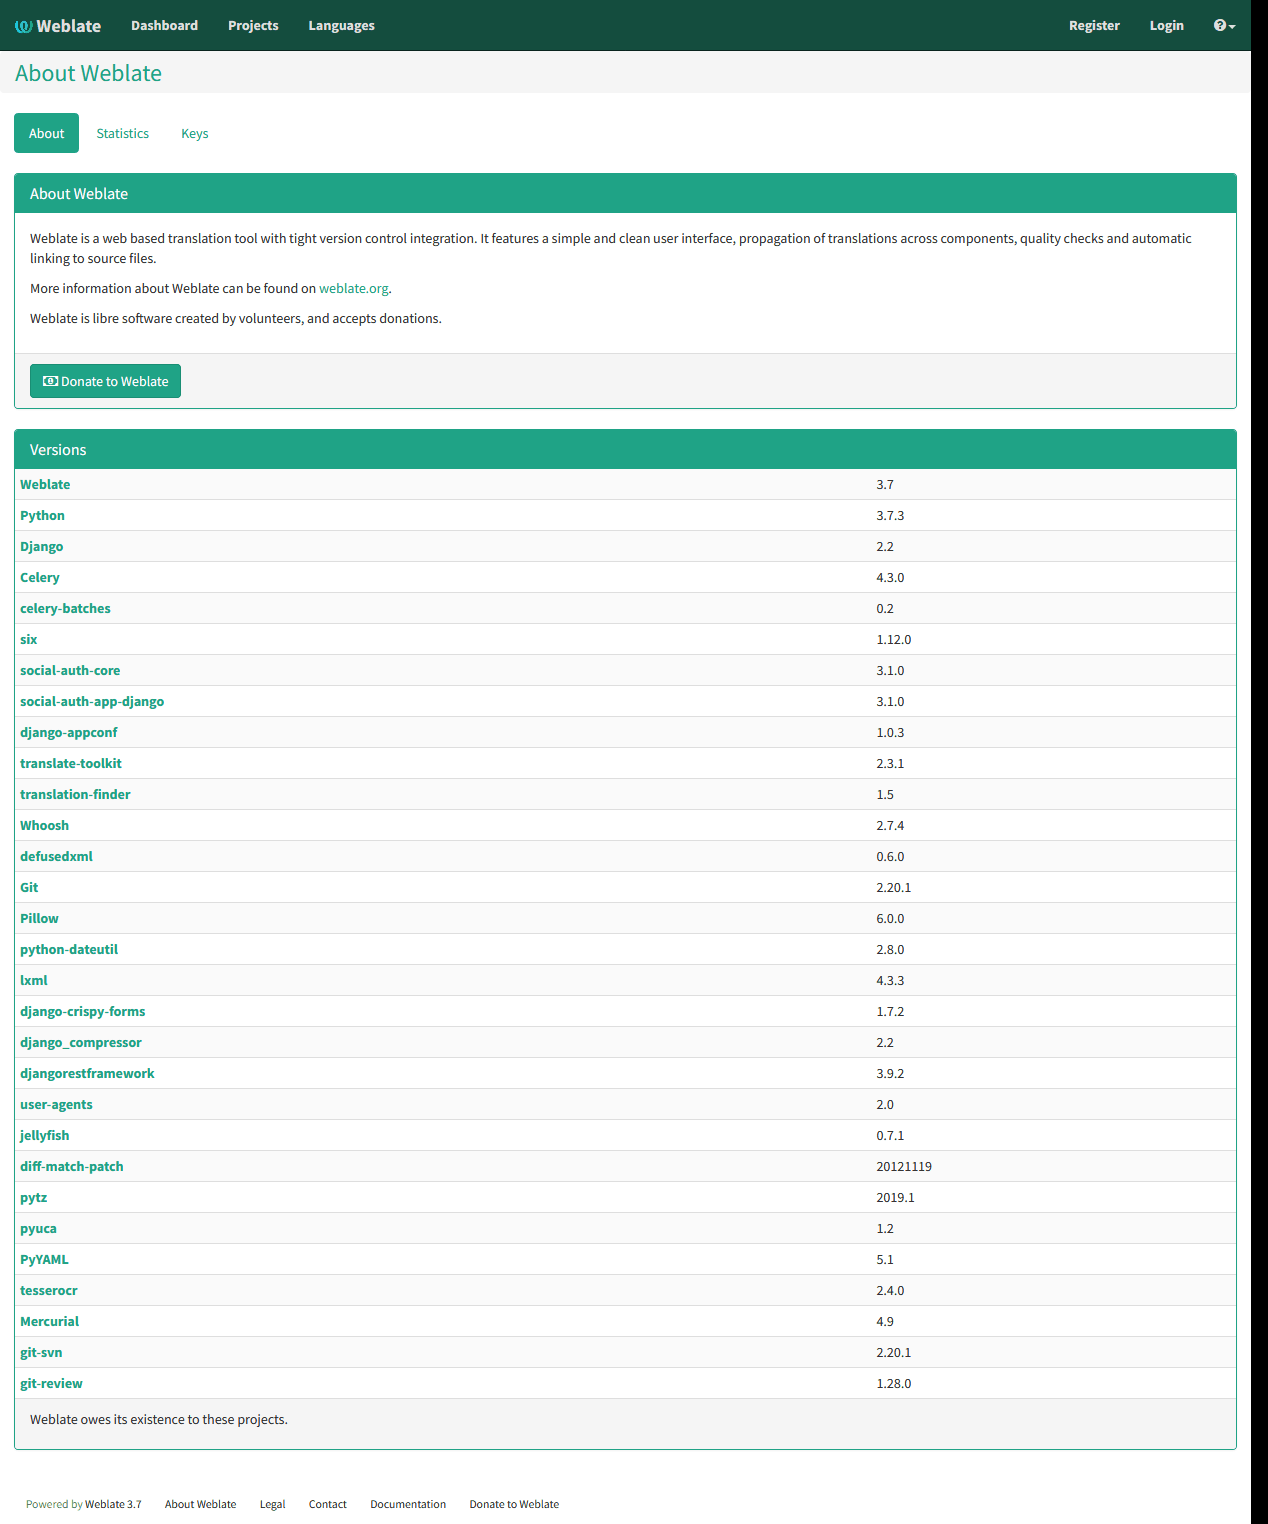 Weblate Dashboard Projects Languages Register Login
About Weblate
About Statistics Keys
About Weblate
Weblate is a web based translation tool with tight version control integration. It features a simple and clean user interface, propagation of translations across components, quality checks and automatic
linking to source files.
More information about Weblate can be found on weblate.org.
Weblate is libre software created by volunteers, and accepts donations.
Donate to Weblate
Versions
Weblate 3.7
Python 3.7.3
Django 2.2
Celery 4.3.0
celery-batches 0.2
six 1.12.0
social-auth-core 3.1.0
social-auth-app-django 3.1.0
django-appconf 1.0.3
translate-toolkit 2.3.1
translation-finder 1.5
Whoosh 2.7.4
defusedxml 0.6.0
Git 2.20.1
Pillow 6.0.0
python-dateutil 2.8.0
lxml 4.3.3
django-crispy-forms 1.7.2
django_compressor 2.2
djangorestframework 3.9.2
user-agents 2.0
jellyfish 0.7.1
diff-match-patch 20121119
pytz 2019.1
pyuca 1.2
PyYAML 5.1
tesserocr 2.4.0
Mercurial 4.9
git-svn 2.20.1
git-review 1.28.0
Weblate owes its existence to these projects.
Powered by Weblate 3.7 About Weblate Legal Contact Documentation Donate to Weblate